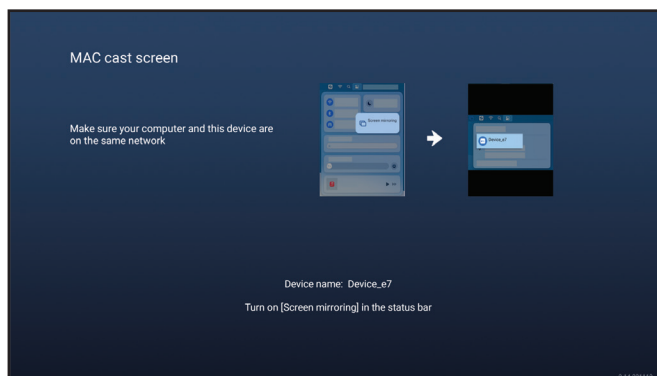 MAC cast screen
Make sure your computer and this device are
on the same network
Screen mirroring
Device_e7
Device name: Device_e7
Turn on [Screen mirroring] in the status bar